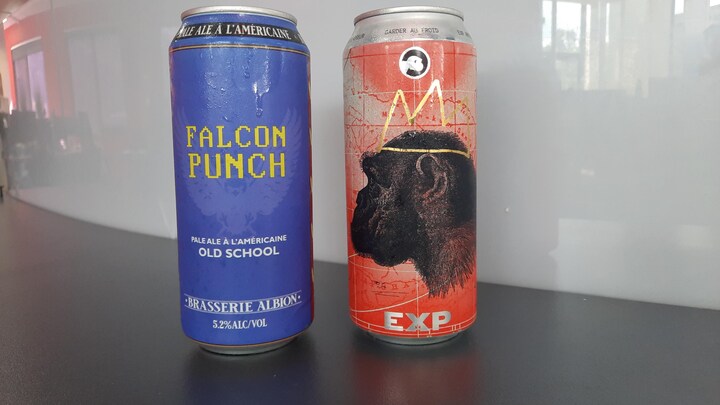 PALE ALE À L'AMÉRICAINE
FALCON
PUNCH
PALE ALE À L'AMÉRICAINE
OLD SCHOOL
BRASSERIE ALBION
5.2% ALC/VOL
GARDER AU FROID
EXP